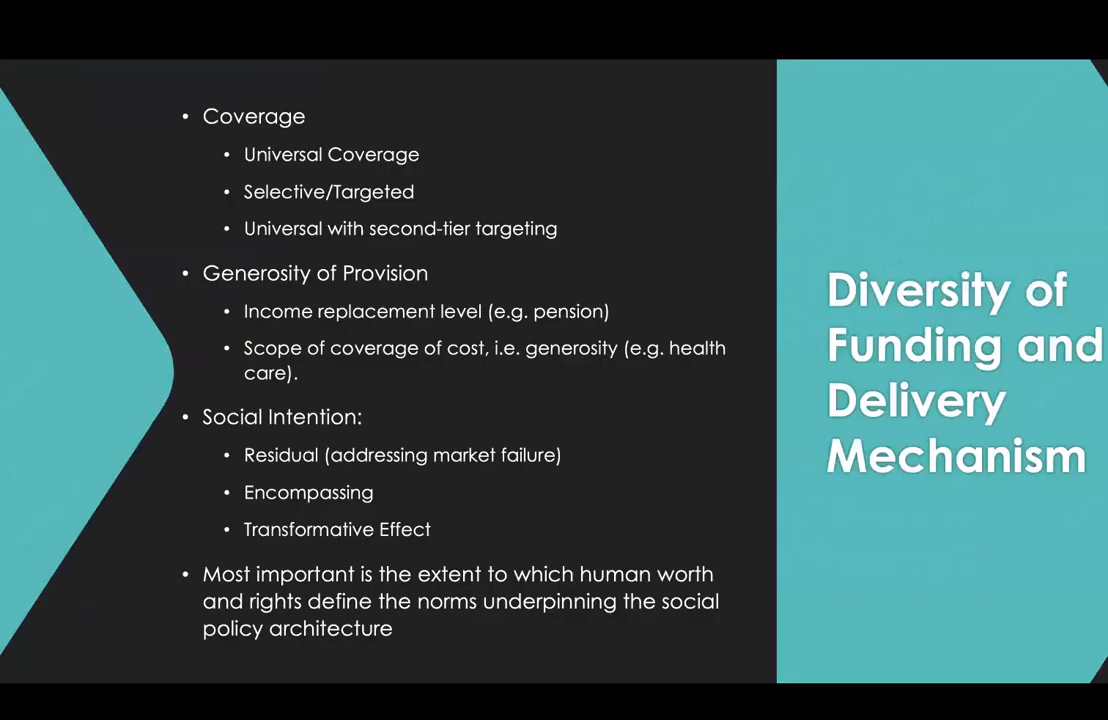 • Coverage
• Universal Coverage
• Selective/Targeted
• Universal with second-tier targeting
• Generosity of Provision
• Income replacement level (e.g. pension)
• Scope of coverage of cost, i.e. generosity (e.g. health
care).
• Social Intention:
• Residual (addressing market failure)
• Encompassing
• Transformative Effect
• Most important is the extent to which human worth
and rights define the norms underpinning the social
policy architecture
Diversity of
Funding and
Delivery
Mechanism